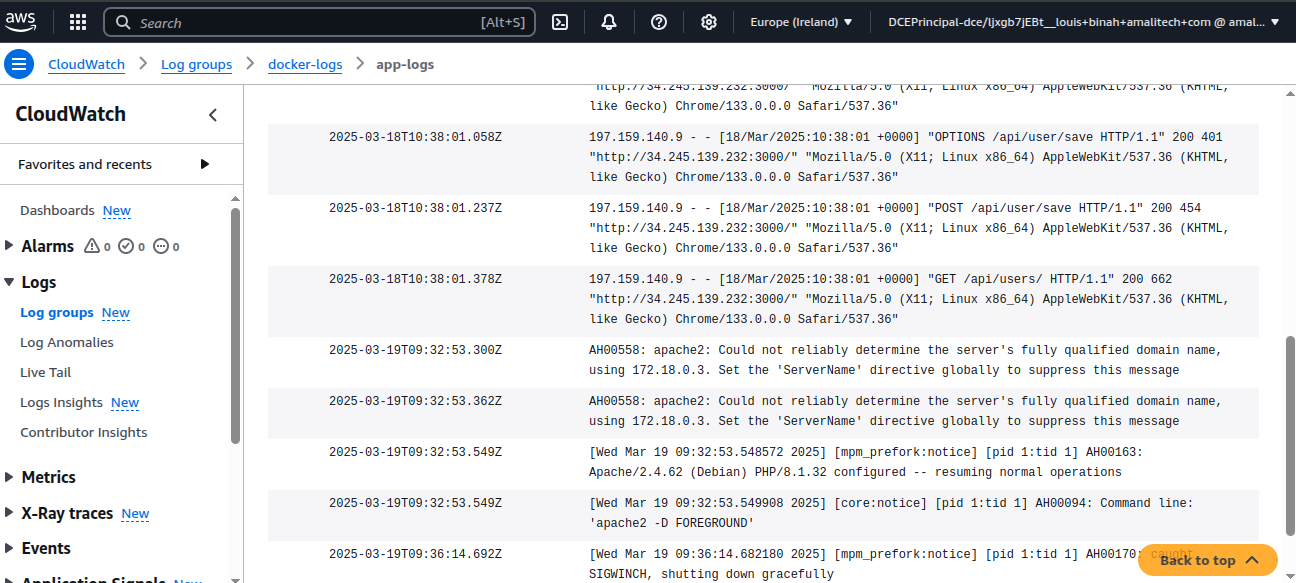 aws
Search
[Alt+S]
Europe (Ireland)
DCEPrincipal-dce/ljxgb7jEBt__louis+binah+amalitech+com @ amal...
CloudWatch
Log groups
docker-logs
app-logs
CloudWatch
Favorites and recents
Dashboards New
Alarms 0 0 0
Logs
Log groups New
Log Anomalies
Live Tail
Logs Insights New
Contributor Insights
Metrics
X-Ray traces New
Events
Application Signals New
"http://34.245.139.232:3000/" "Mozilla/5.0 (X11; Linux x86_64) AppleWebKit/537.36 (KHTML,
like Gecko) Chrome/133.0.0.0 Safari/537.36"
2025-03-18T10:38:01.058Z
197.159.140.9 - - [18/Mar/2025:10:38:01 +0000] "OPTIONS /api/user/save HTTP/1.1" 200 401
"http://34.245.139.232:3000/" "Mozilla/5.0 (X11; Linux x86_64) AppleWebKit/537.36 (KHTML,
like Gecko) Chrome/133.0.0.0 Safari/537.36"
2025-03-18T10:38:01.237Z
197.159.140.9 - - [18/Mar/2025:10:38:01 +0000] "POST /api/user/save HTTP/1.1" 200 454
"http://34.245.139.232:3000/" "Mozilla/5.0 (X11; Linux x86_64) AppleWebKit/537.36 (KHTML,
like Gecko) Chrome/133.0.0.0 Safari/537.36"
2025-03-18T10:38:01.378Z
197.159.140.9 - - [18/Mar/2025:10:38:01 +0000] "GET /api/users/ HTTP/1.1" 200 662
"http://34.245.139.232:3000/" "Mozilla/5.0 (X11; Linux x86_64) AppleWebKit/537.36 (KHTML,
like Gecko) Chrome/133.0.0.0 Safari/537.36"
2025-03-19T09:32:53.300Z
AH00558: apache2: Could not reliably determine the server's fully qualified domain name,
using 172.18.0.3. Set the 'ServerName' directive globally to suppress this message
2025-03-19T09:32:53.362Z
AH00558: apache2: Could not reliably determine the server's fully qualified domain name,
using 172.18.0.3. Set the 'ServerName' directive globally to suppress this message
2025-03-19T09:32:53.549Z
[Wed Mar 19 09:32:53.548572 2025] [mpm_prefork:notice] [pid 1:tid 1] AH00163:
Apache/2.4.62 (Debian) PHP/8.1.32 configured -- resuming normal operations
2025-03-19T09:32:53.549Z
[Wed Mar 19 09:32:53.549908 2025] [core:notice] [pid 1:tid 1] AH00094: Command line:
'apache2 -D FOREGROUND'
2025-03-19T09:36:14.692Z
[Wed Mar 19 09:36:14.682180 2025] [mpm_prefork:notice] [pid 1:tid 1] AH00170: caught
SIGWINCH, shutting down gracefully
Back to top